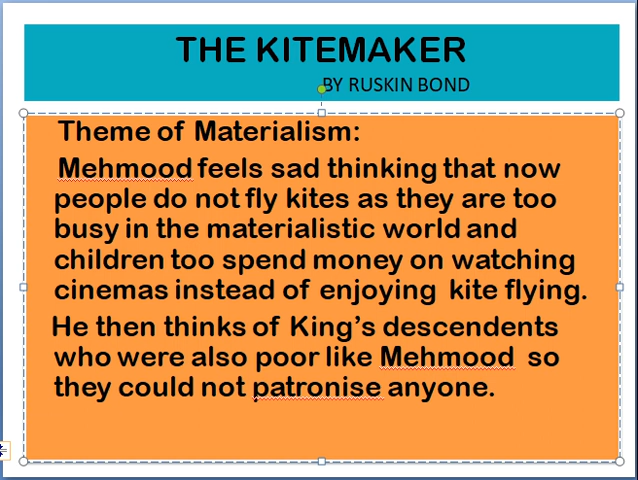 THE KITEMAKER
BY RUSKIN BOND
Theme of Materialism:
Mehmood feels sad thinking that now
people do not fly kites as they are too
busy in the materialistic world and
children too spend money on watching
cinemas instead of enjoying kite flying.
He then thinks of King's descendents
who were also poor like Mehmood so
they could not patronise anyone.